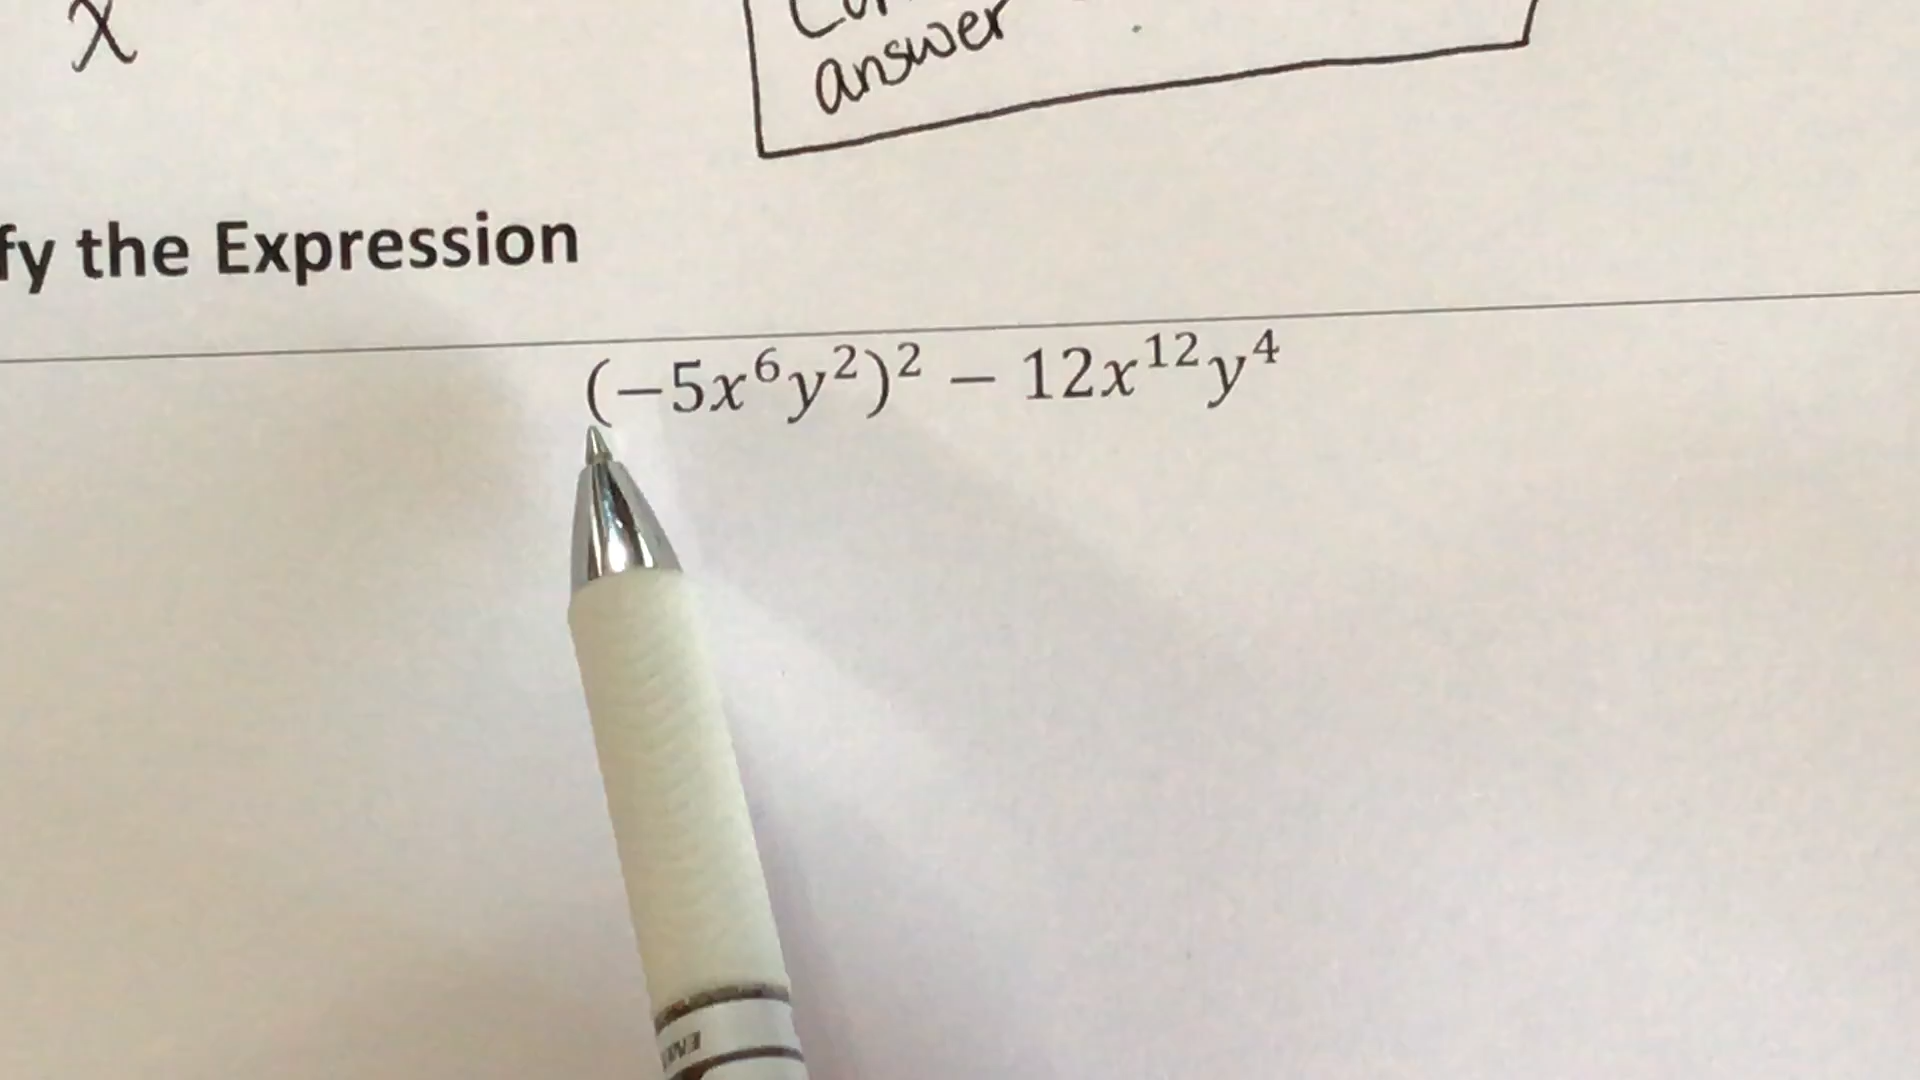 x
answer
fy the Expression
(−5x⁶y²)² − 12x¹²y⁴